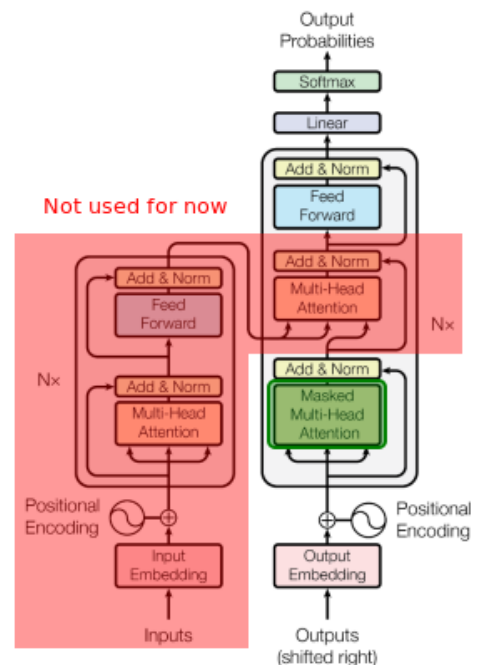 Output
Probabilities
Softmax
Linear
Add & Norm
Feed
Forward
Not used for now
Add & Norm
Multi-Head
Attention
Nx
Add & Norm
Feed
Forward
Nx
Add & Norm
Multi-Head
Attention
Add & Norm
Masked
Multi-Head
Attention
Positional
Encoding
Positional
Encoding
Input
Embedding
Output
Embedding
Inputs
Outputs
(shifted right)